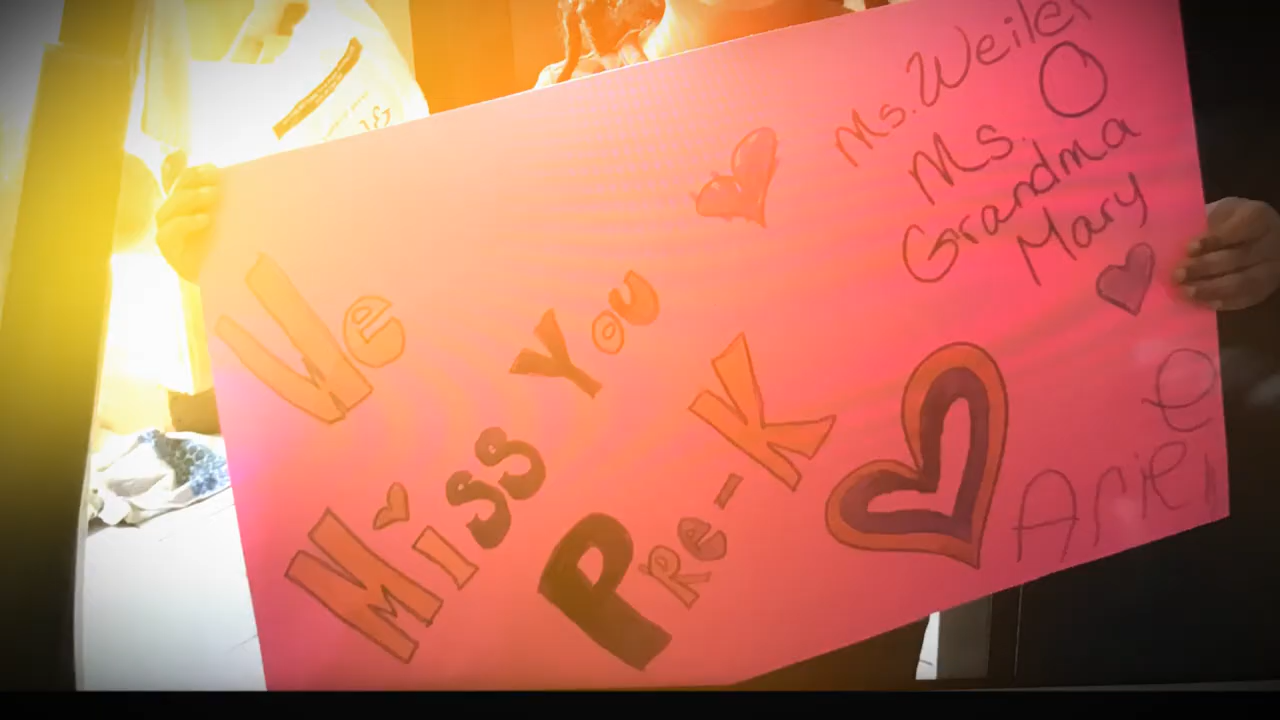 We
Miss You
Pre-K
Ms. Weiler
Ms. O
Grandma
Mary
Ariel